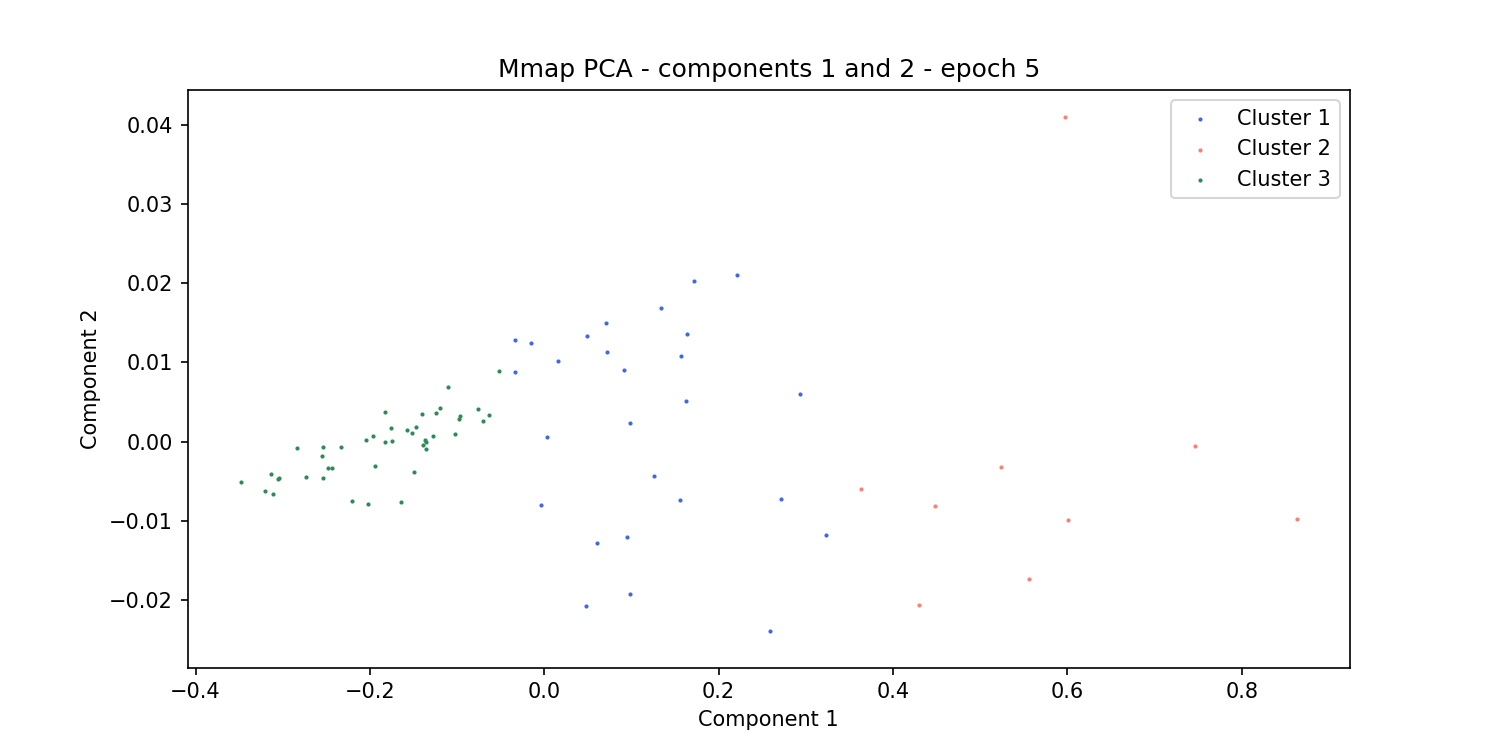 Mmap PCA - components 1 and 2 - epoch 5
Cluster 1
Cluster 2
Cluster 3
0.04
0.03
0.02
0.01
0.00
−0.01
−0.02
Component 2
−0.4
−0.2
0.0
0.2
0.4
0.6
0.8
Component 1